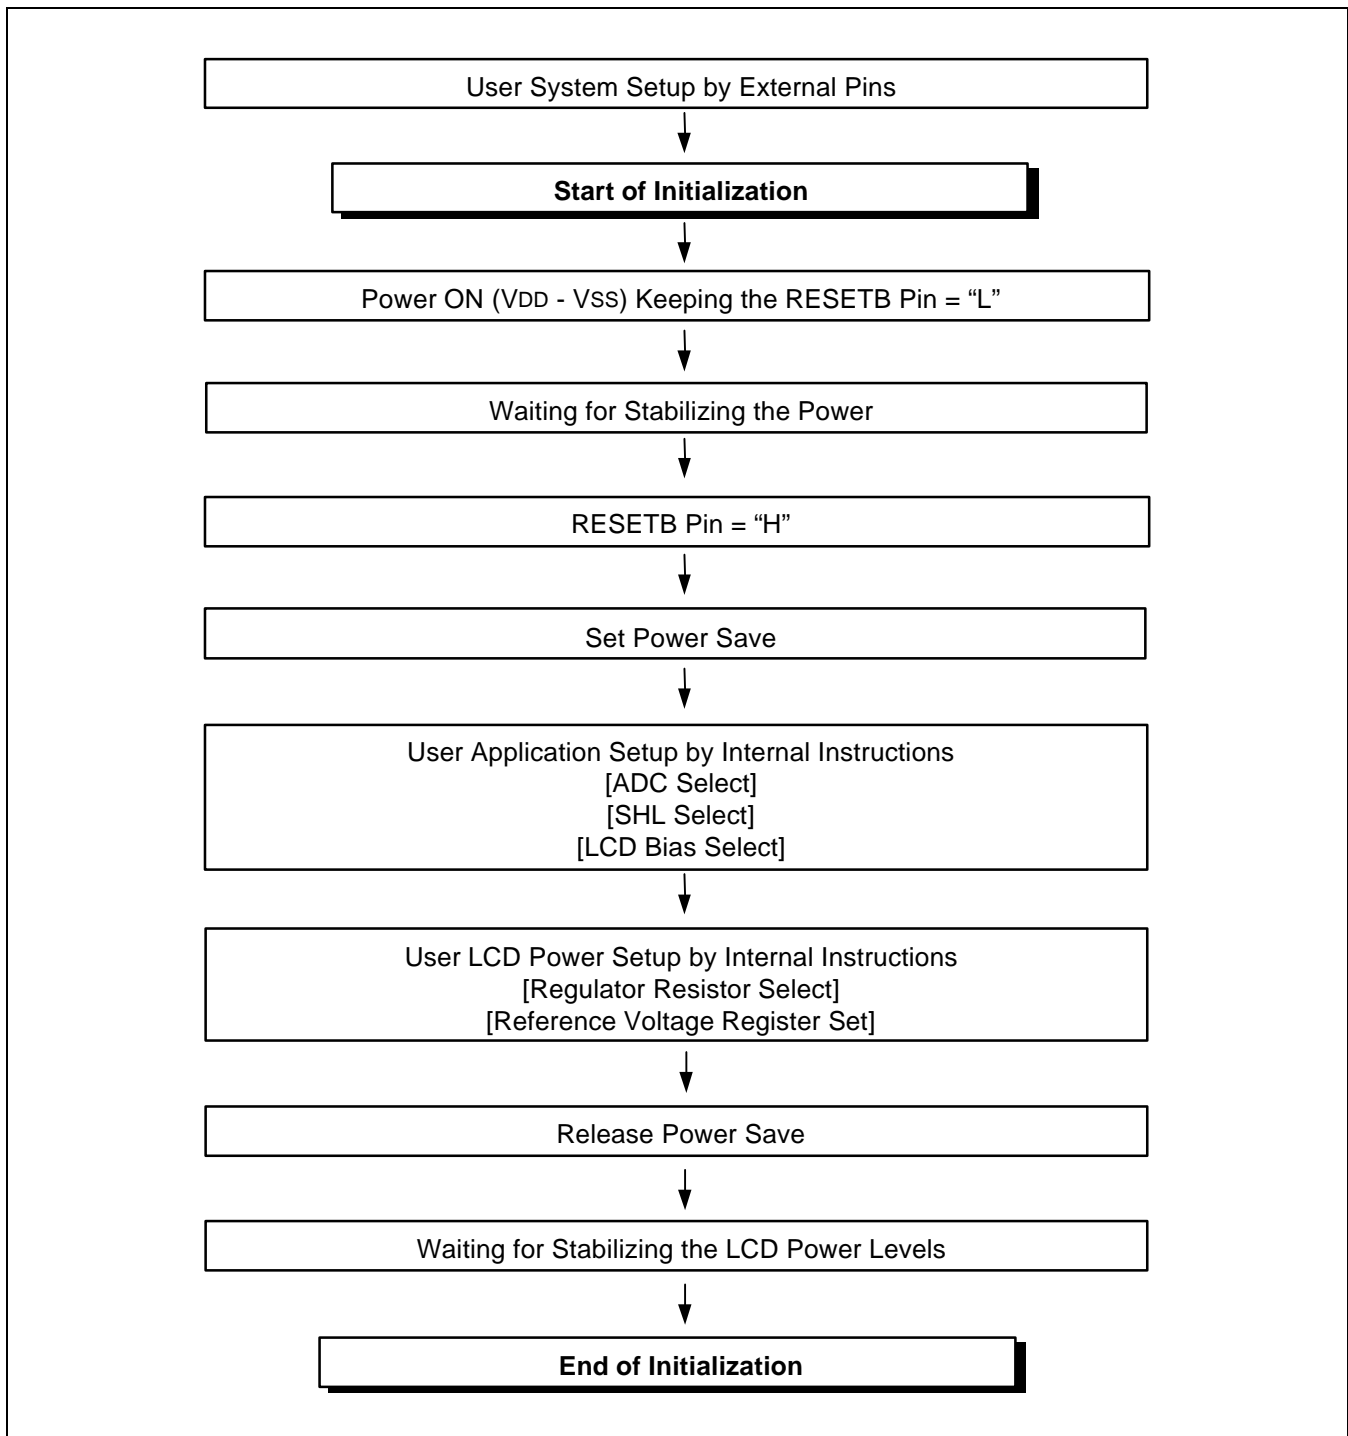 User System Setup by External Pins
Start of Initialization
Power ON (VDD - VSS) Keeping the RESETB Pin = “L”
Waiting for Stabilizing the Power
RESETB Pin = “H”
Set Power Save
User Application Setup by Internal Instructions
[ADC Select]
[SHL Select]
[LCD Bias Select]
User LCD Power Setup by Internal Instructions
[Regulator Resistor Select]
[Reference Voltage Register Set]
Release Power Save
Waiting for Stabilizing the LCD Power Levels
End of Initialization